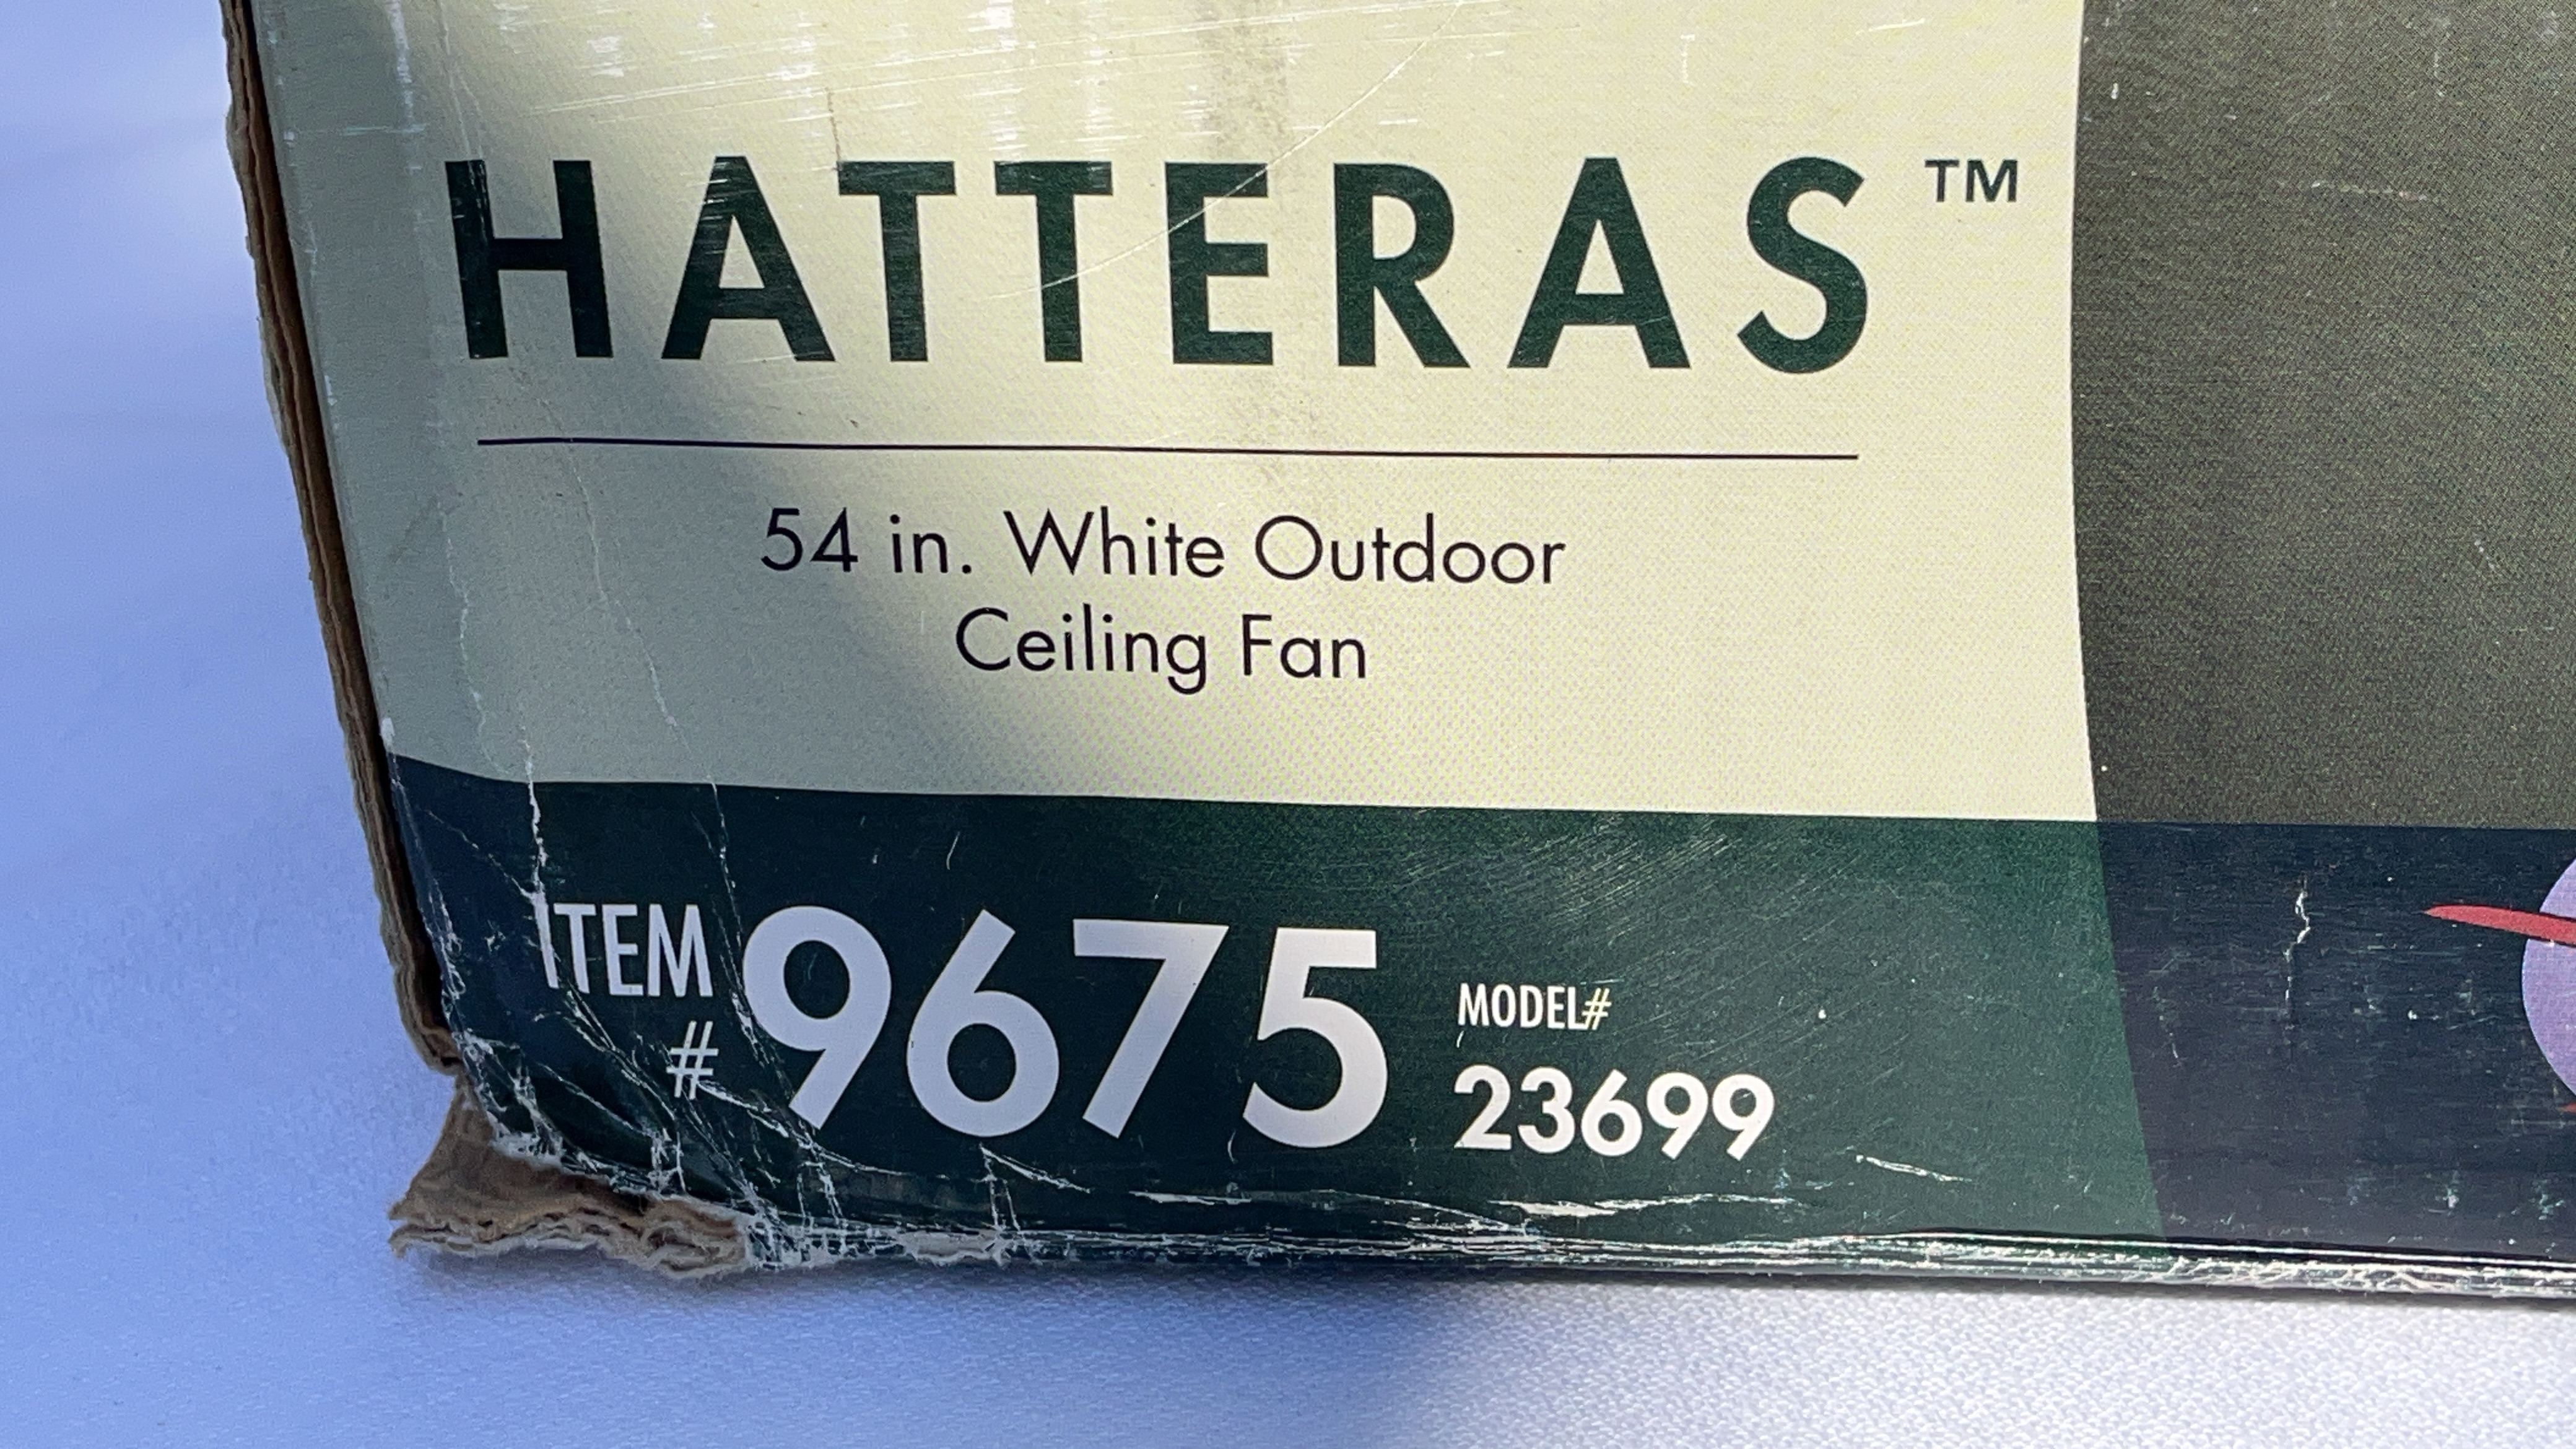 HATTERAS™
54 in. White Outdoor
Ceiling Fan
ITEM
# 9675
MODEL#
23699